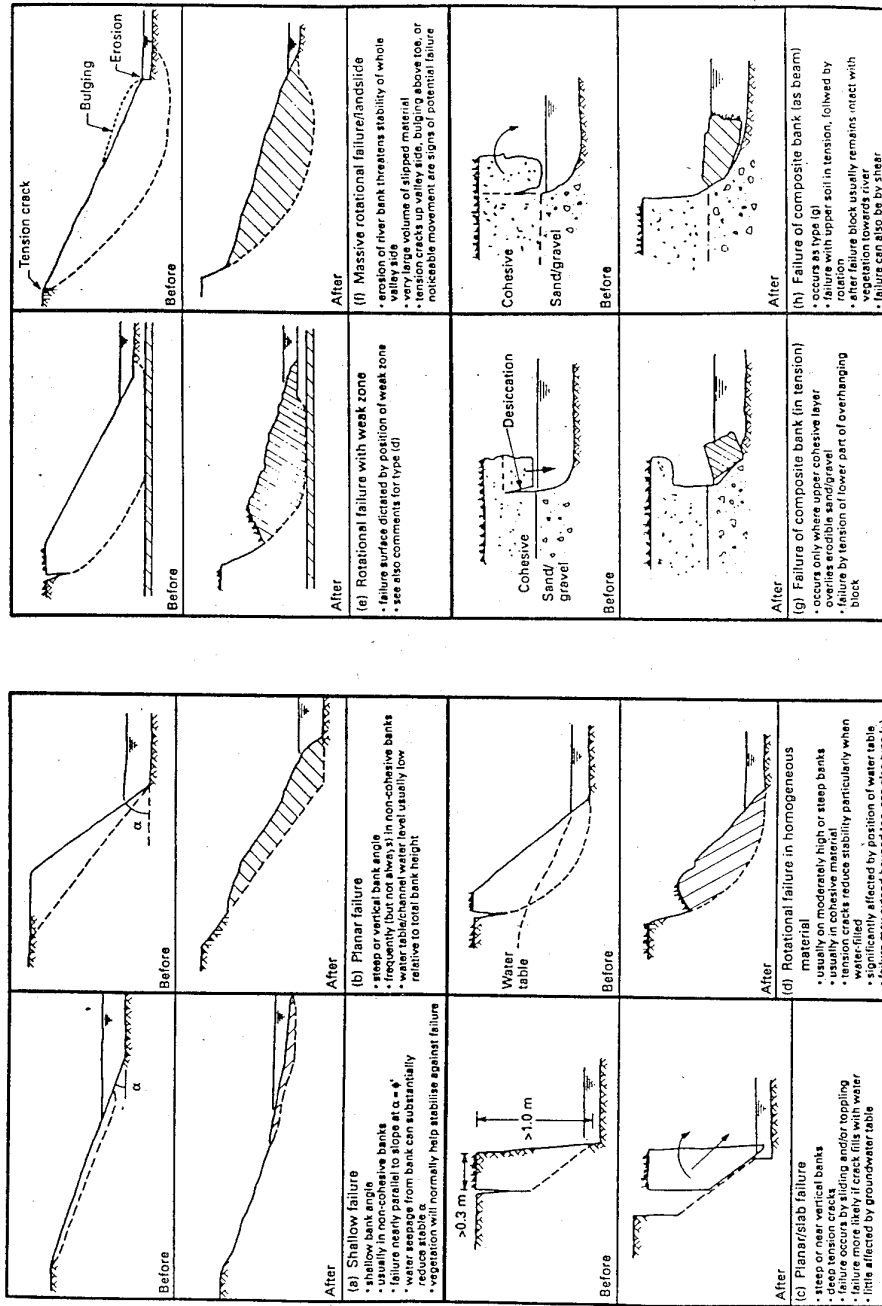 α
Before
After
(a) Shallow failure
• shallow bank angle
• usually in non-cohesive banks
• failure nearly parallel to slope at α = φ'
• water seepage from bank can substantially
reduce stable α
• vegetation will normally help stabilise against failure
α
Before
After
(b) Planar failure
• steep or vertical bank angle
• frequently (but not always) in non-cohesive banks
• water table/channel water level usually low
relative to total bank height
>0.3 m
>1.0 m
Before
After
(c) Planar/slab failure
• steep or near vertical banks
• deep tension cracks
• failure occurs by sliding and/or toppling
• failure more likely if crack fills with water
• little affected by groundwater table
Water
table
Before
After
(d) Rotational failure in homogeneous
material
• usually on moderately high or steep banks
• usually in cohesive material
• tension cracks reduce stability particularly when
water-filled
• significantly affected by position of water table
Before
After
(e) Rotational failure with weak zone
• failure surface dictated by position of weak zone
• see also comments for type (d)
Tension crack
Bulging
Erosion
Before
After
(f) Massive rotational failure/landslide
• erosion of river bank threatens stability of whole
valley side
• very large volume of slipped material
• tension cracks up valley side, bulging above toe, or
noticeable movement are signs of potential failure
Desiccation
Cohesive
Sand/
gravel
Before
After
(g) Failure of composite bank (in tension)
• occurs only where upper cohesive layer
overlies erodible sand/gravel
• failure by tension of lower part of overhanging
block
Cohesive
Sand/gravel
Before
After
(h) Failure of composite bank (as beam)
• occurs as type (g)
• failure with upper soil in tension, follwed by
rotation
• after failure block usually remains intact with
vegetation towards river
• failure can also be by shear